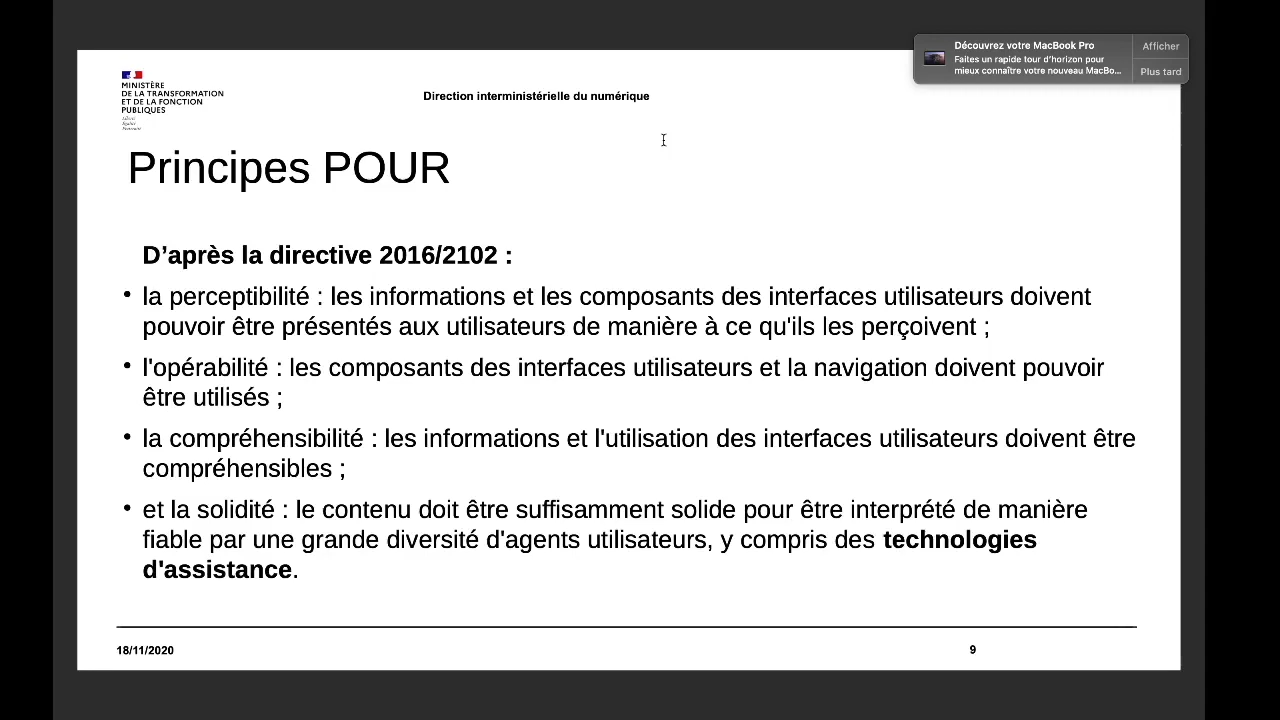 Découvrez votre MacBook Pro
Faites un rapide tour d'horizon pour
mieux connaître votre nouveau MacBo...
Afficher
Plus tard
MINISTÈRE
DE LA TRANSFORMATION
ET DE LA FONCTION
PUBLIQUES
Liberté
Égalité
Fraternité
Direction interministérielle du numérique
Principes POUR
D’après la directive 2016/2102 :
• la perceptibilité : les informations et les composants des interfaces utilisateurs doivent
pouvoir être présentés aux utilisateurs de manière à ce qu'ils les perçoivent ;
• l'opérabilité : les composants des interfaces utilisateurs et la navigation doivent pouvoir
être utilisés ;
• la compréhensibilité : les informations et l'utilisation des interfaces utilisateurs doivent être
compréhensibles ;
• et la solidité : le contenu doit être suffisamment solide pour être interprété de manière
fiable par une grande diversité d'agents utilisateurs, y compris des technologies
d'assistance.
18/11/2020
9